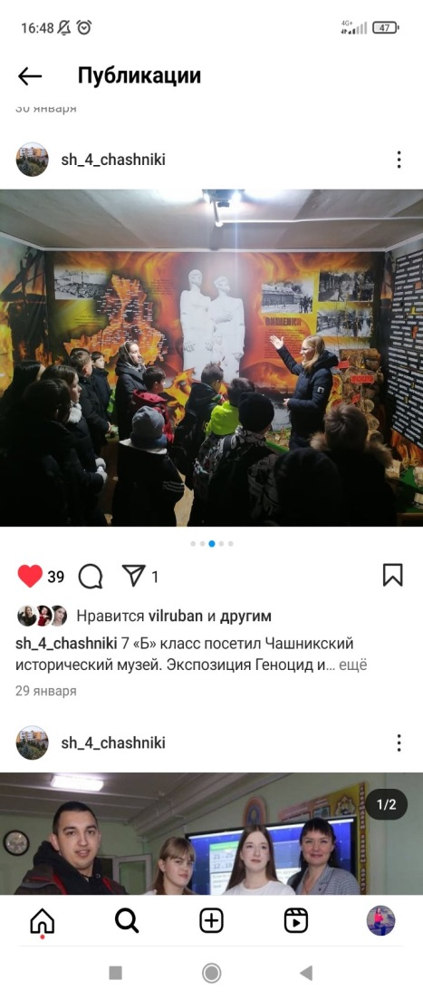 16:48
4G+
47
Публикации
30 января
sh_4_chashniki
39
1
Нравится vilruban и другим
sh_4_chashniki 7 «Б» класс посетил Чашникский
исторический музей. Экспозиция Геноцид и... ещё
29 января
sh_4_chashniki
1/2